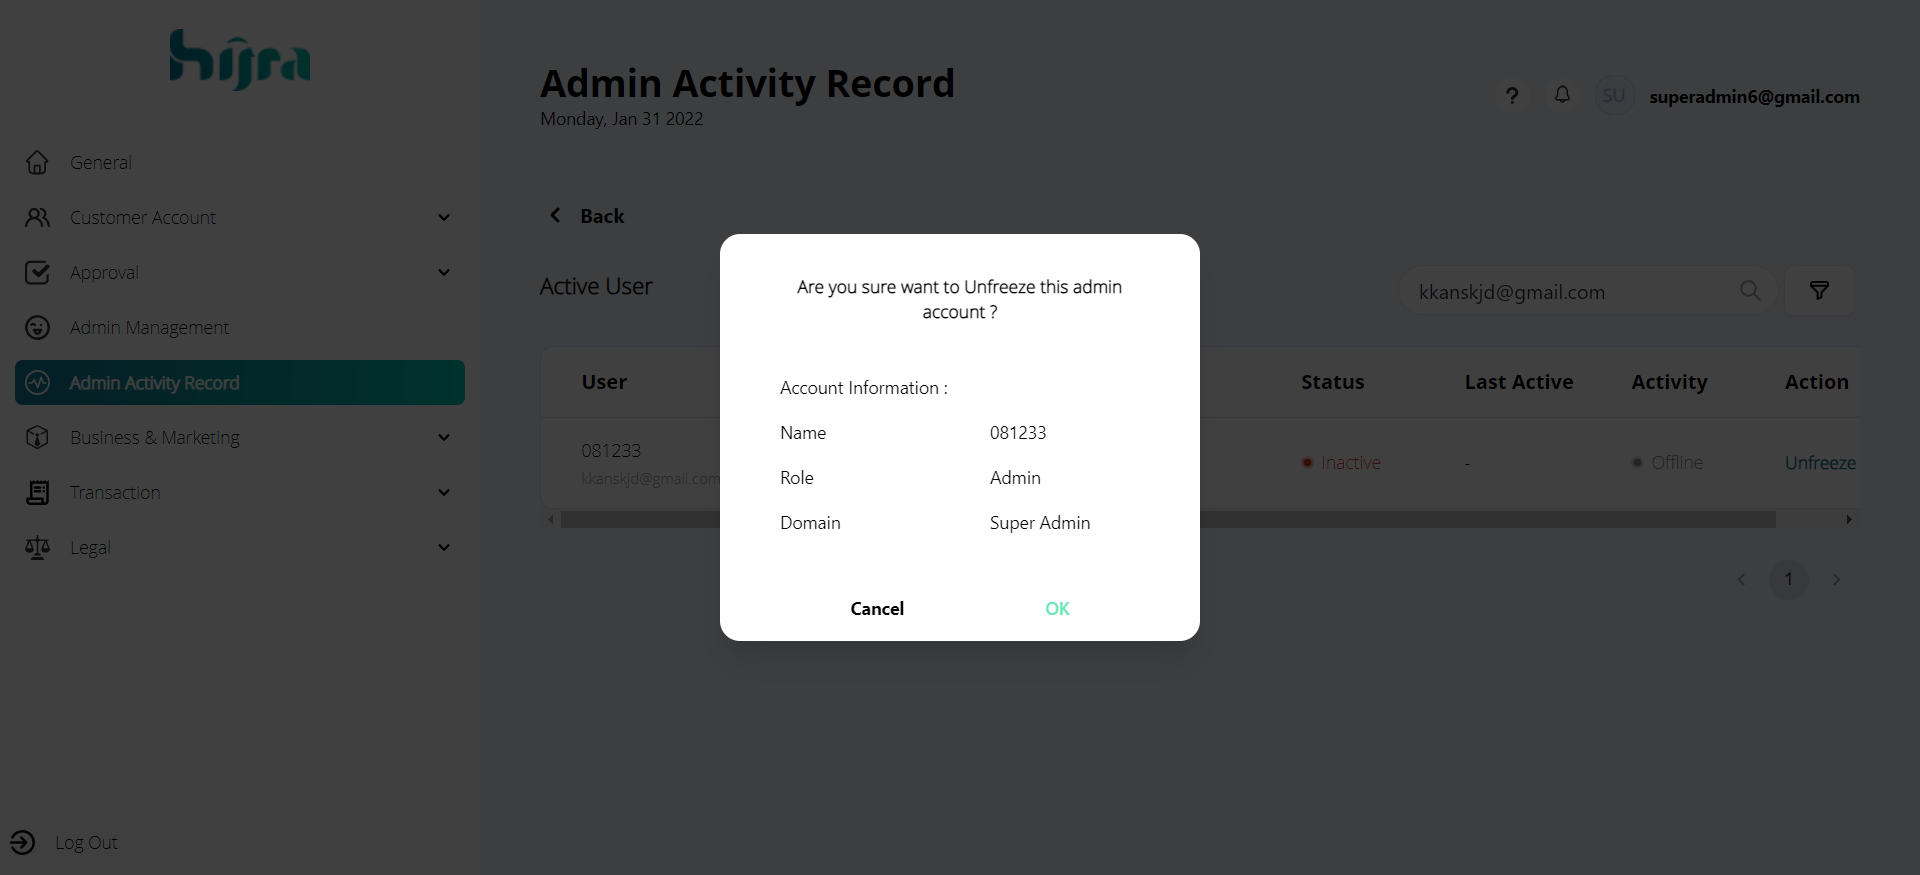 hijra
Admin Activity Record
Monday, Jan 31 2022
?
SU
superadmin6@gmail.com
General
Customer Account
Approval
Admin Management
Admin Activity Record
Business & Marketing
Transaction
Legal
Log Out
Back
Active User
kkanskjd@gmail.com
User
Status
Last Active
Activity
Action
081233
kkanskjd@gmail.com
Inactive
-
Offline
Unfreeze
1
Are you sure want to Unfreeze this admin
account ?
Account Information :
Name 081233
Role Admin
Domain Super Admin
Cancel OK